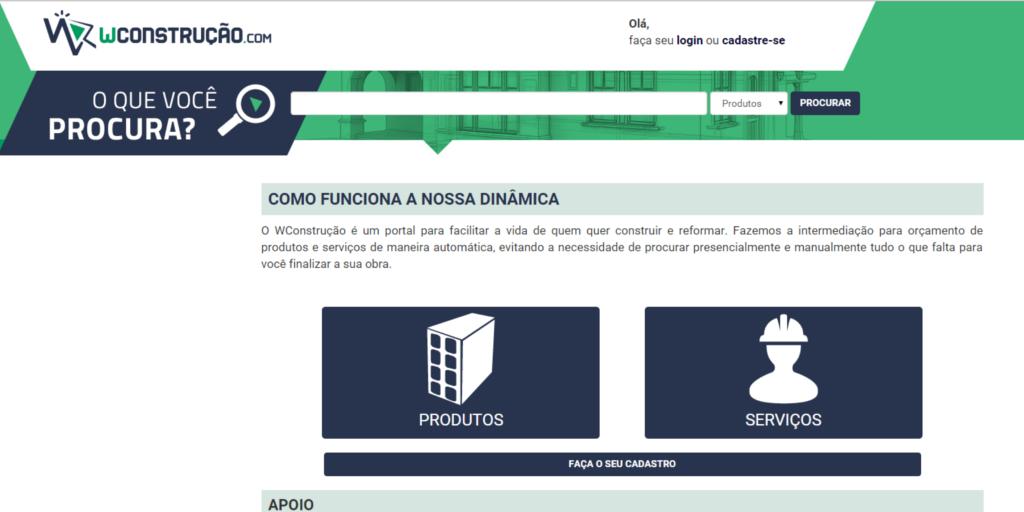 WCONSTRUÇÃO.COM
Olá,
faça seu login ou cadastre-se
O QUE VOCÊ
PROCURA?
Produtos
PROCURAR
COMO FUNCIONA A NOSSA DINÂMICA
O WConstrução é um portal para facilitar a vida de quem quer construir e reformar. Fazemos a intermediação para orçamento de
produtos e serviços de maneira automática, evitando a necessidade de procurar presencialmente e manualmente tudo o que falta para
você finalizar a sua obra.
PRODUTOS
SERVIÇOS
FAÇA O SEU CADASTRO
APOIO